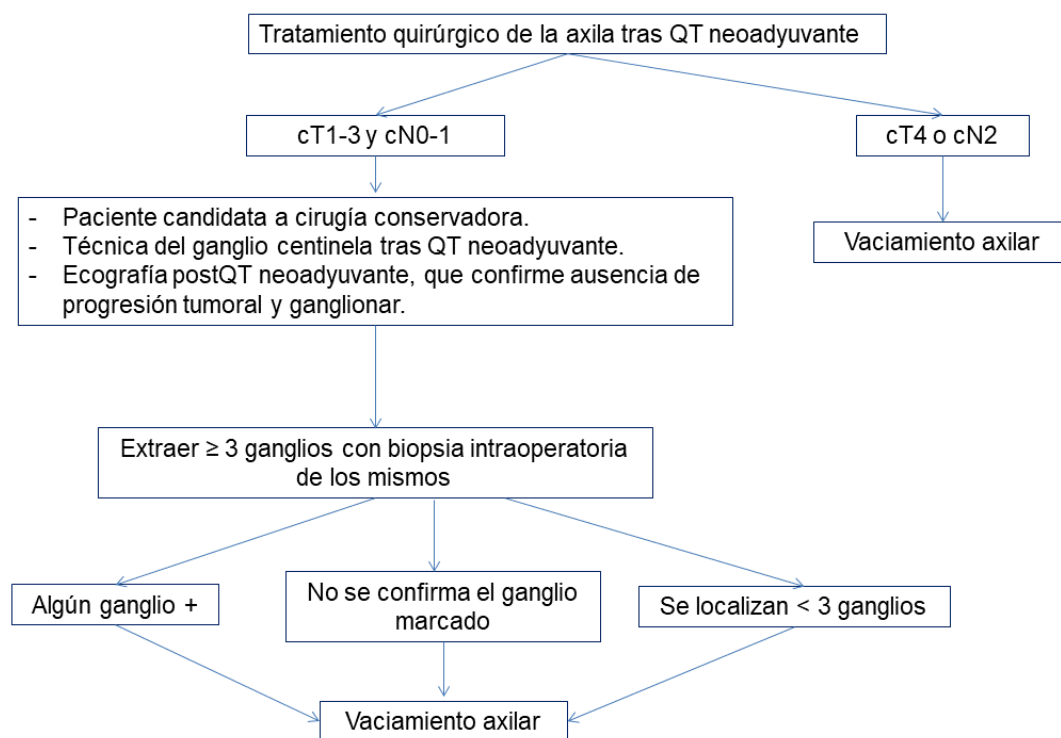 Tratamiento quirúrgico de la axila tras QT neoadyuvante
cT1-3 y cN0-1
cT4 o cN2
- Paciente candidata a cirugía conservadora.
- Técnica del ganglio centinela tras QT neoadyuvante.
- Ecografía postQT neoadyuvante, que confirme ausencia de
progresión tumoral y ganglionar.
Vaciamiento axilar
Extraer ≥ 3 ganglios con biopsia intraoperatoria
de los mismos
Algún ganglio +
No se confirma el ganglio
marcado
Se localizan < 3 ganglios
Vaciamiento axilar